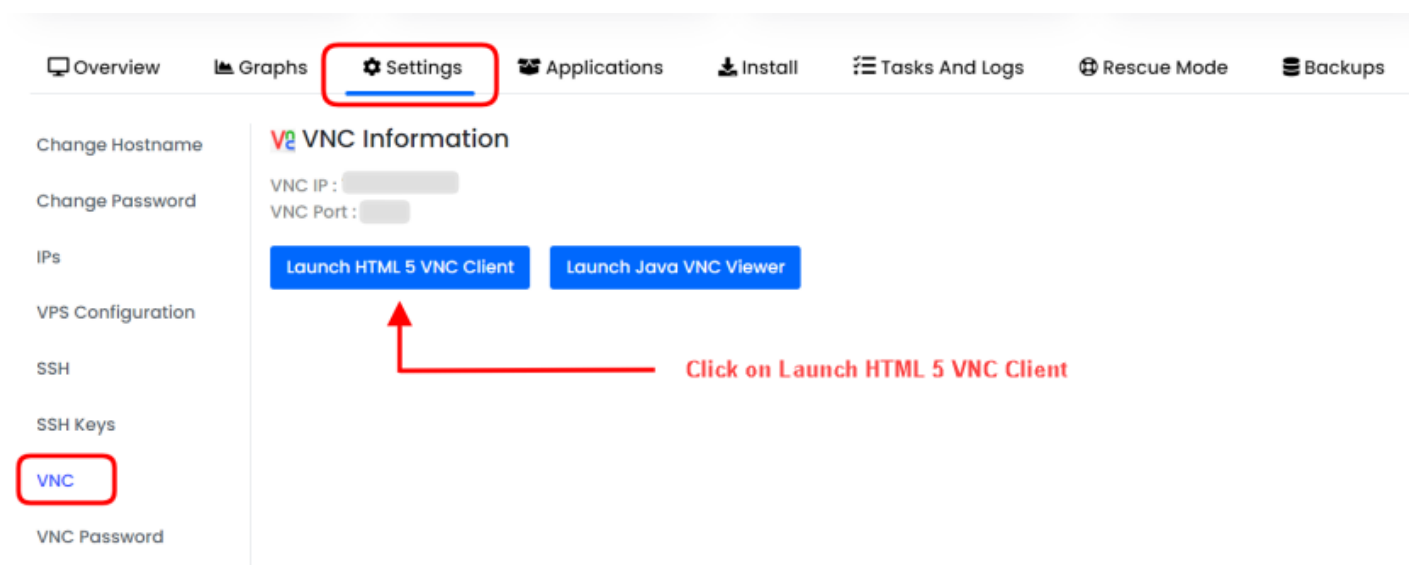 Overview Graphs Settings Applications Install Tasks And Logs Rescue Mode Backups
Change Hostname
Change Password
IPs
VPS Configuration
SSH
SSH Keys
VNC
VNC Password
VNC Information
VNC IP :
VNC Port :
Launch HTML 5 VNC Client Launch Java VNC Viewer
Click on Launch HTML 5 VNC Client